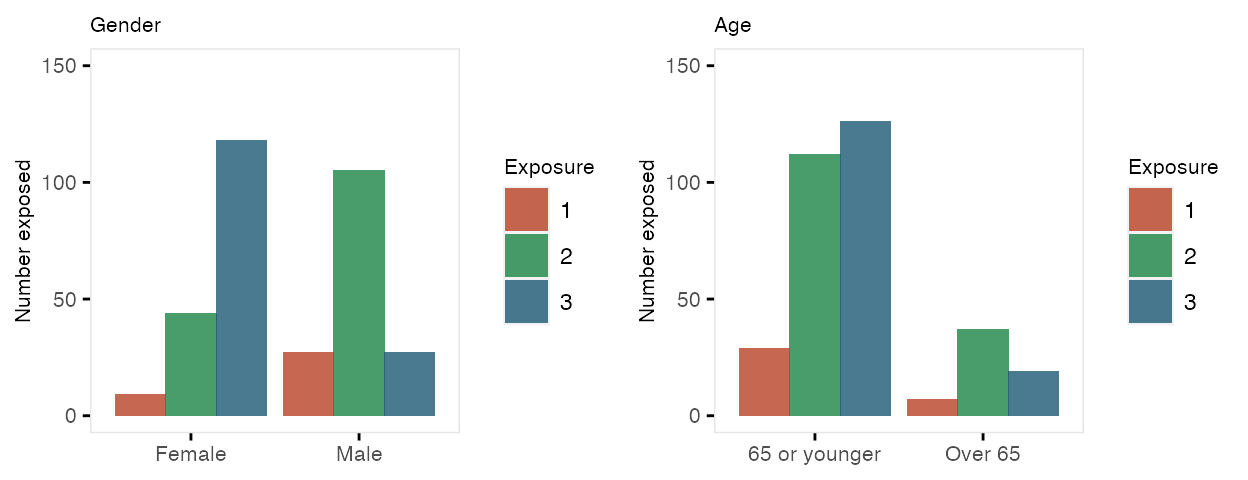 Gender
150
100
50
0
Number exposed
Female Male
Exposure
1
2
3
Age
150
100
50
0
Number exposed
65 or younger Over 65
Exposure
1
2
3